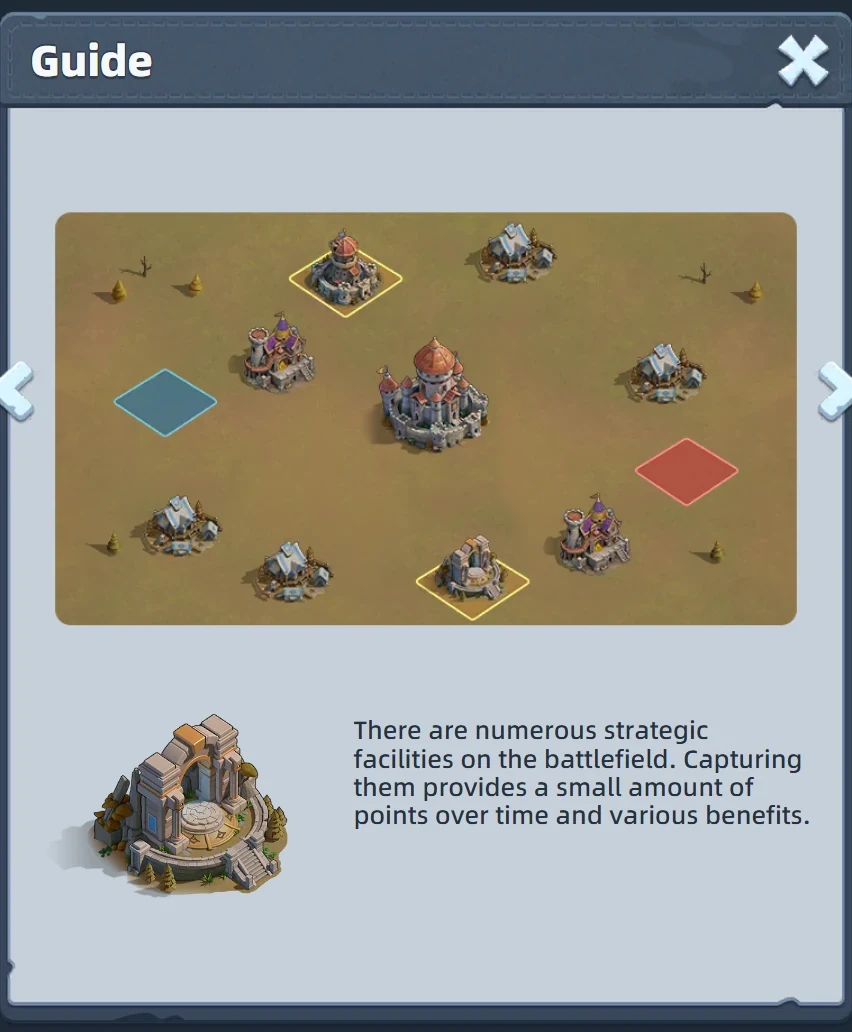 Guide
There are numerous strategic
facilities on the battlefield. Capturing
them provides a small amount of
points over time and various benefits.